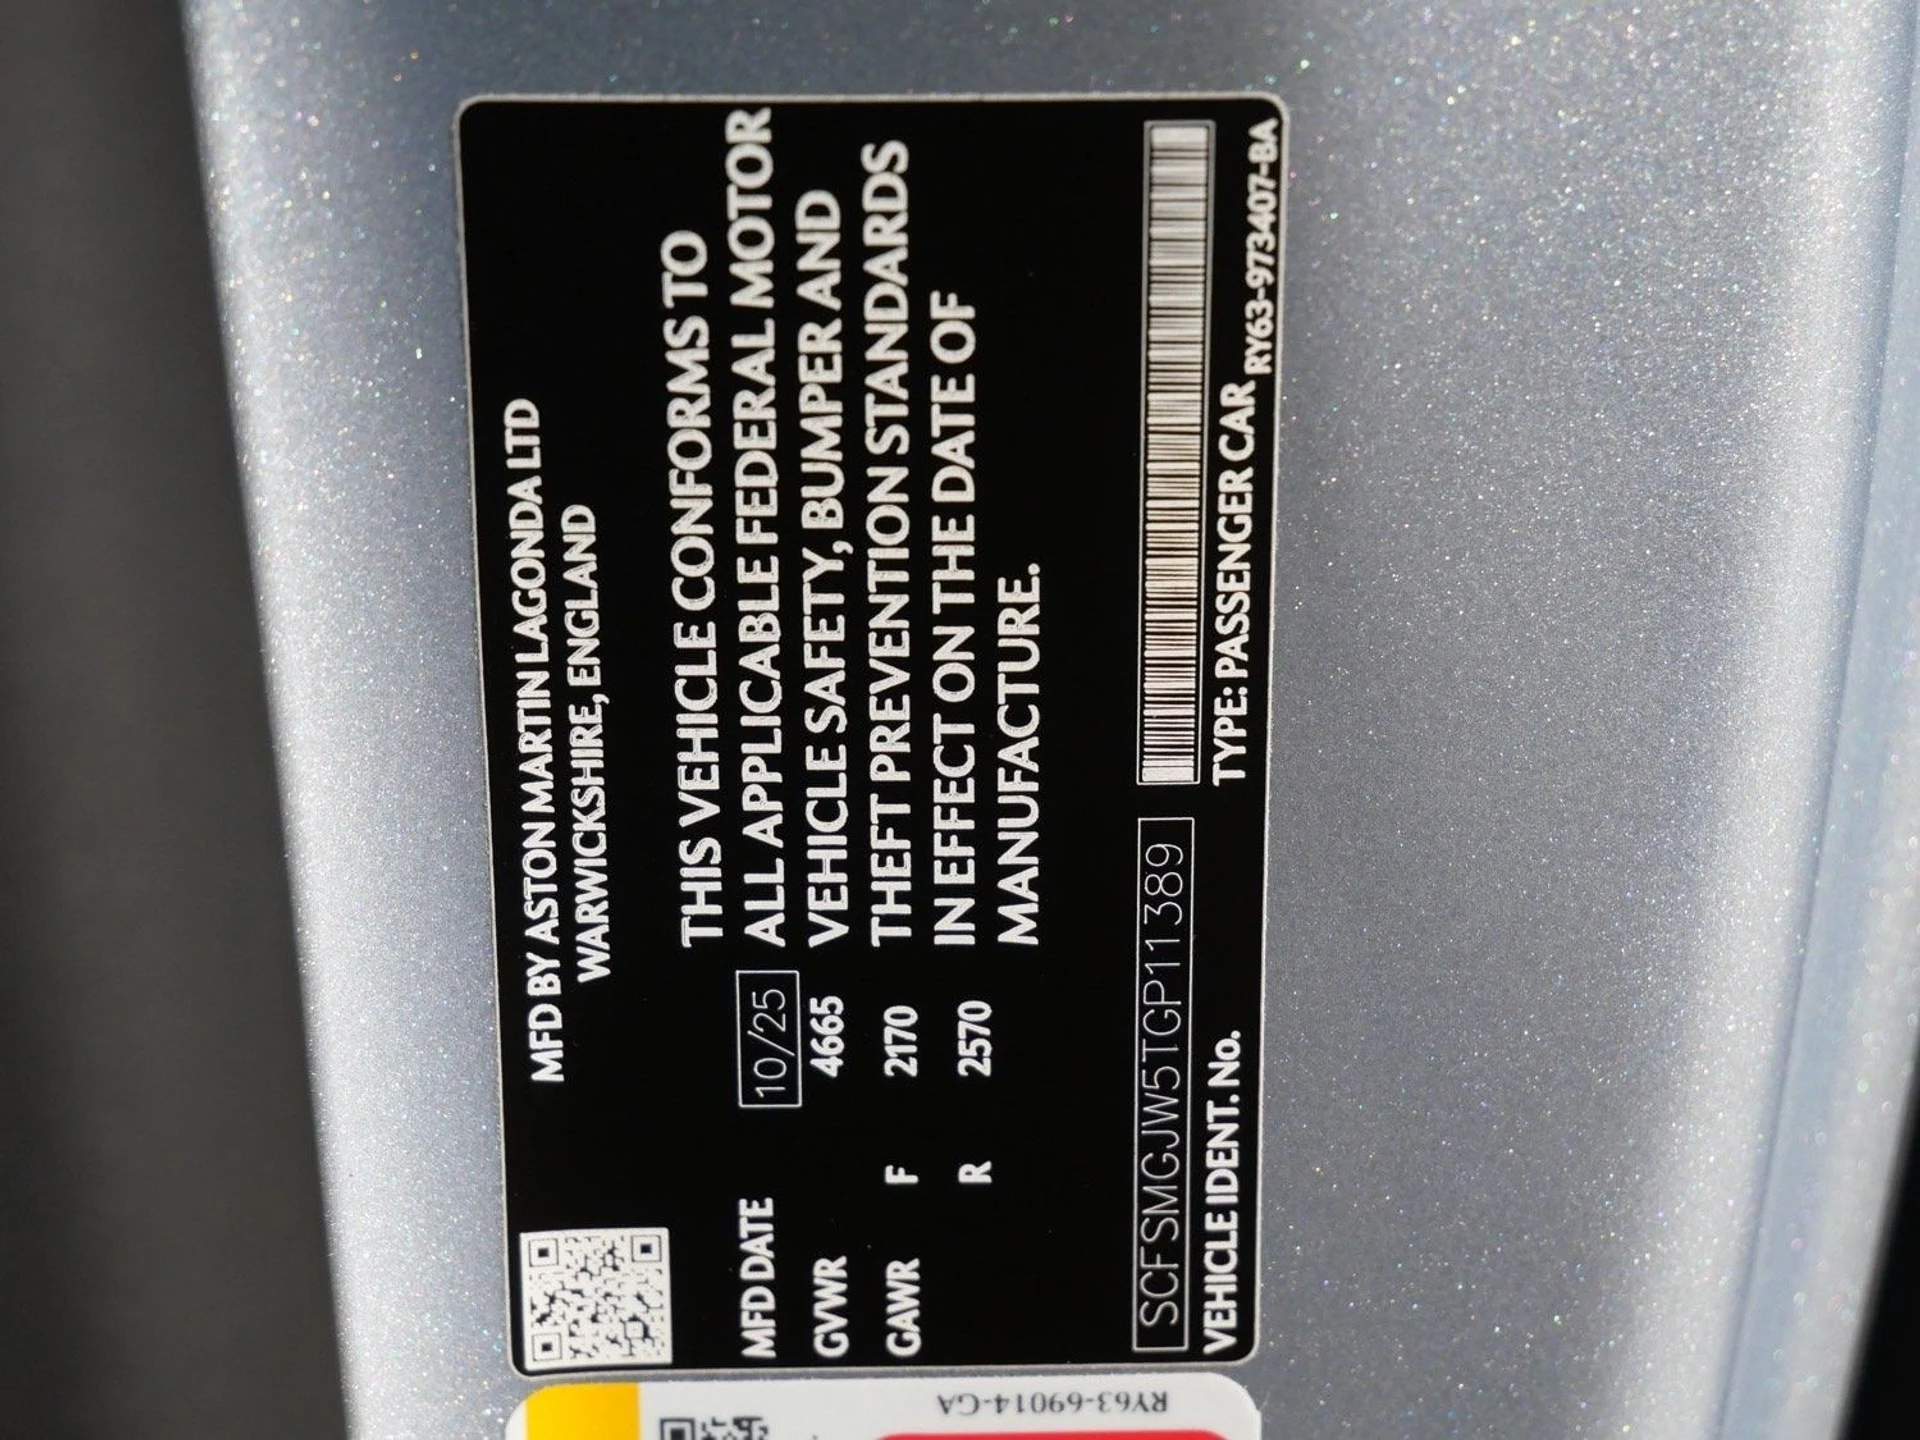 MFD BY ASTON MARTIN LAGONDA LTD
WARWICKSHIRE, ENGLAND
THIS VEHICLE CONFORMS TO
MFD DATE 10/25 ALL APPLICABLE FEDERAL MOTOR
GVWR 4665 VEHICLE SAFETY, BUMPER AND
GAWR F 2170 THEFT PREVENTION STANDARDS
R 2570 IN EFFECT ON THE DATE OF
MANUFACTURE.
SCFSMGJW5TGP11389
VEHICLE IDENT. No. TYPE: PASSENGER CAR RY63-973407-BA
RY63-69014-GA